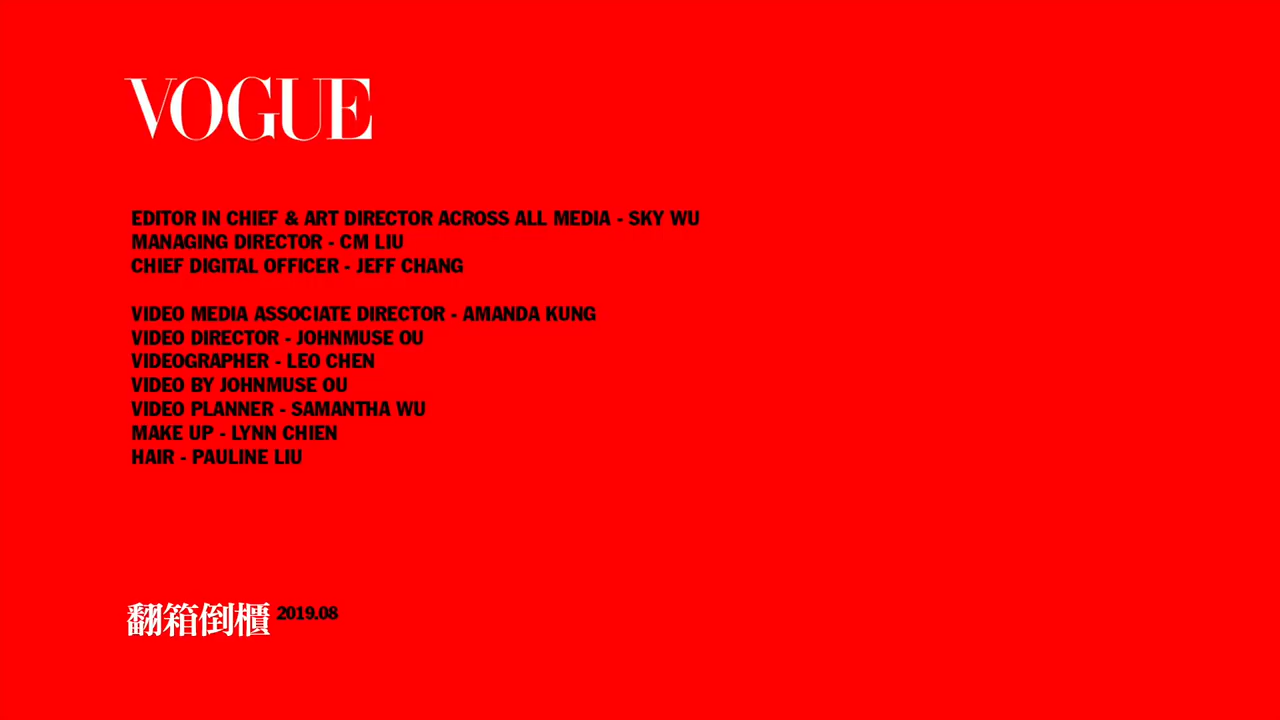 VOGUE
EDITOR IN CHIEF & ART DIRECTOR ACROSS ALL MEDIA - SKY WU
MANAGING DIRECTOR - CM LIU
CHIEF DIGITAL OFFICER - JEFF CHANG
VIDEO MEDIA ASSOCIATE DIRECTOR - AMANDA KUNG
VIDEO DIRECTOR - JOHNMUSE OU
VIDEOGRAPHER - LEO CHEN
VIDEO BY JOHNMUSE OU
VIDEO PLANNER - SAMANTHA WU
MAKE UP - LYNN CHIEN
HAIR - PAULINE LIU
翻箱倒櫃 2019.08